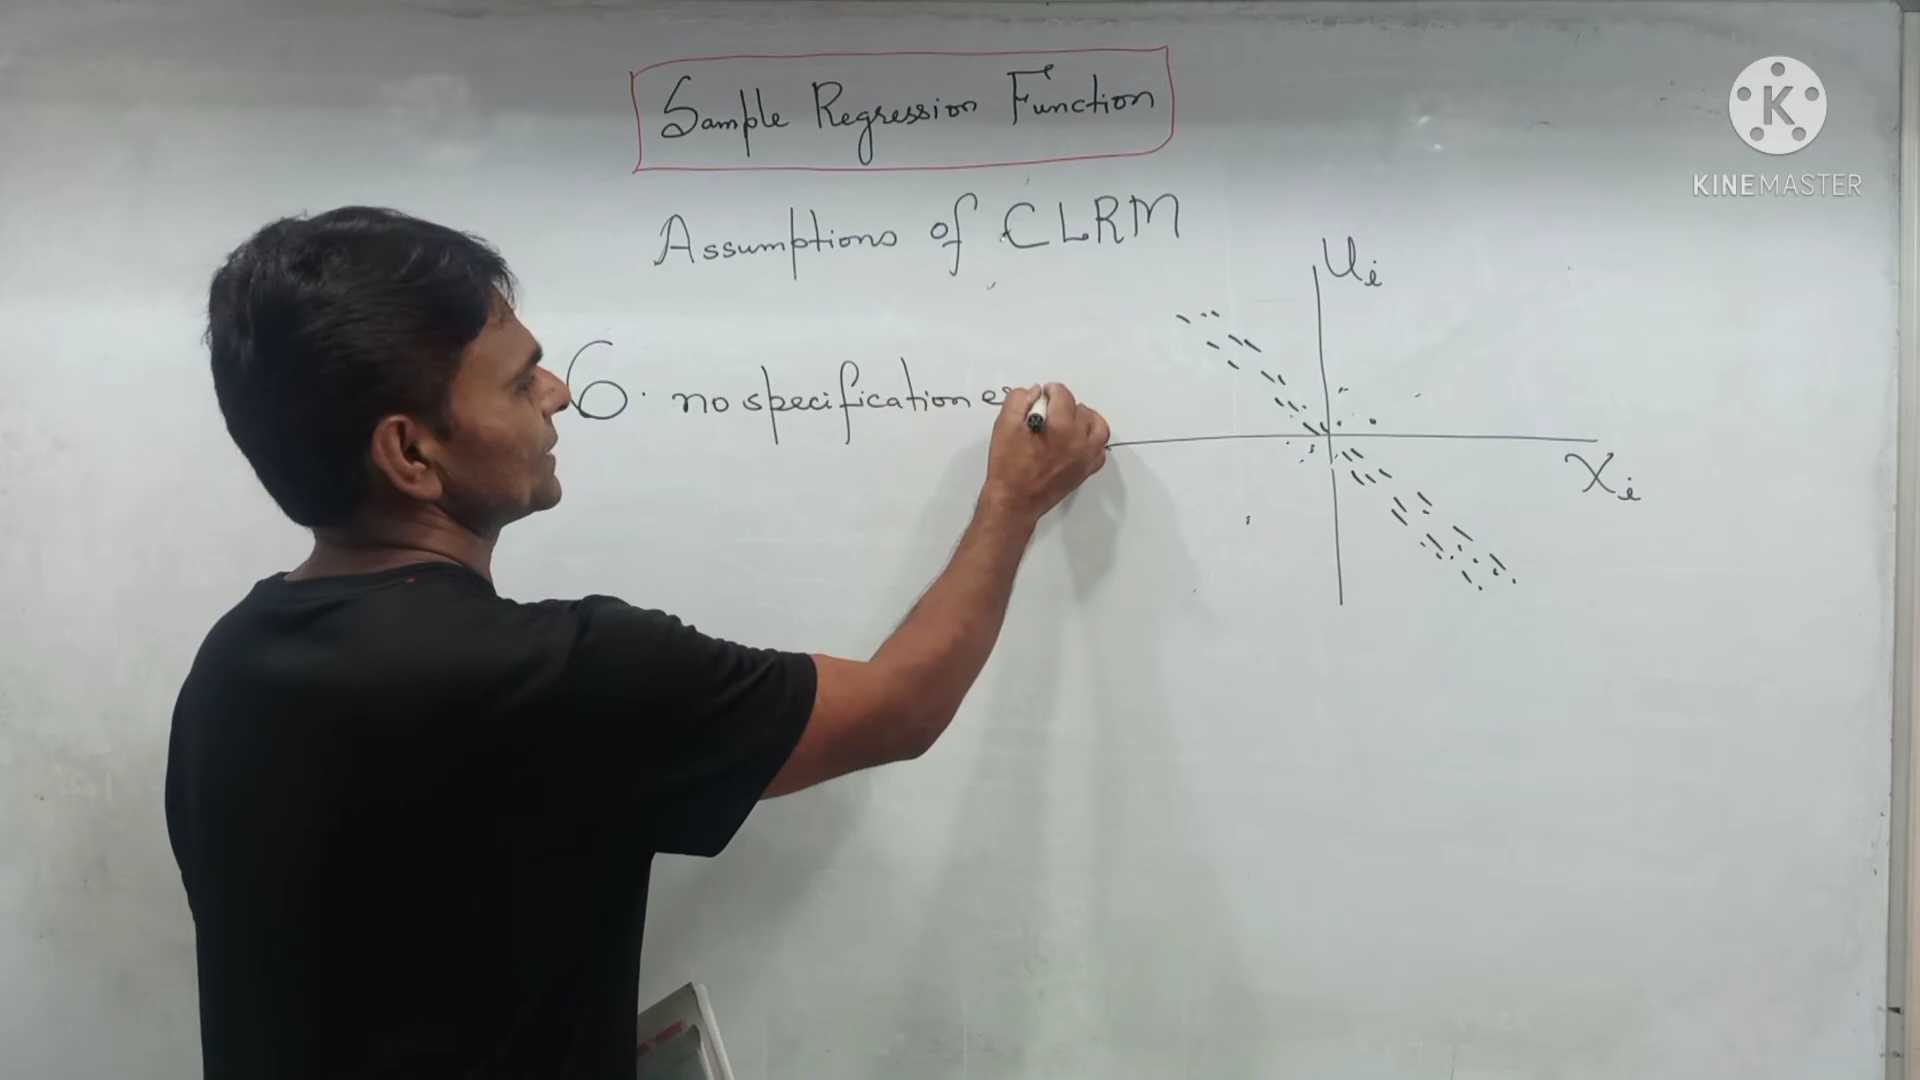 Sample Regression Function
Assumptions of CLRM
6. no specification
Ui
Xi
K
KINEMASTER